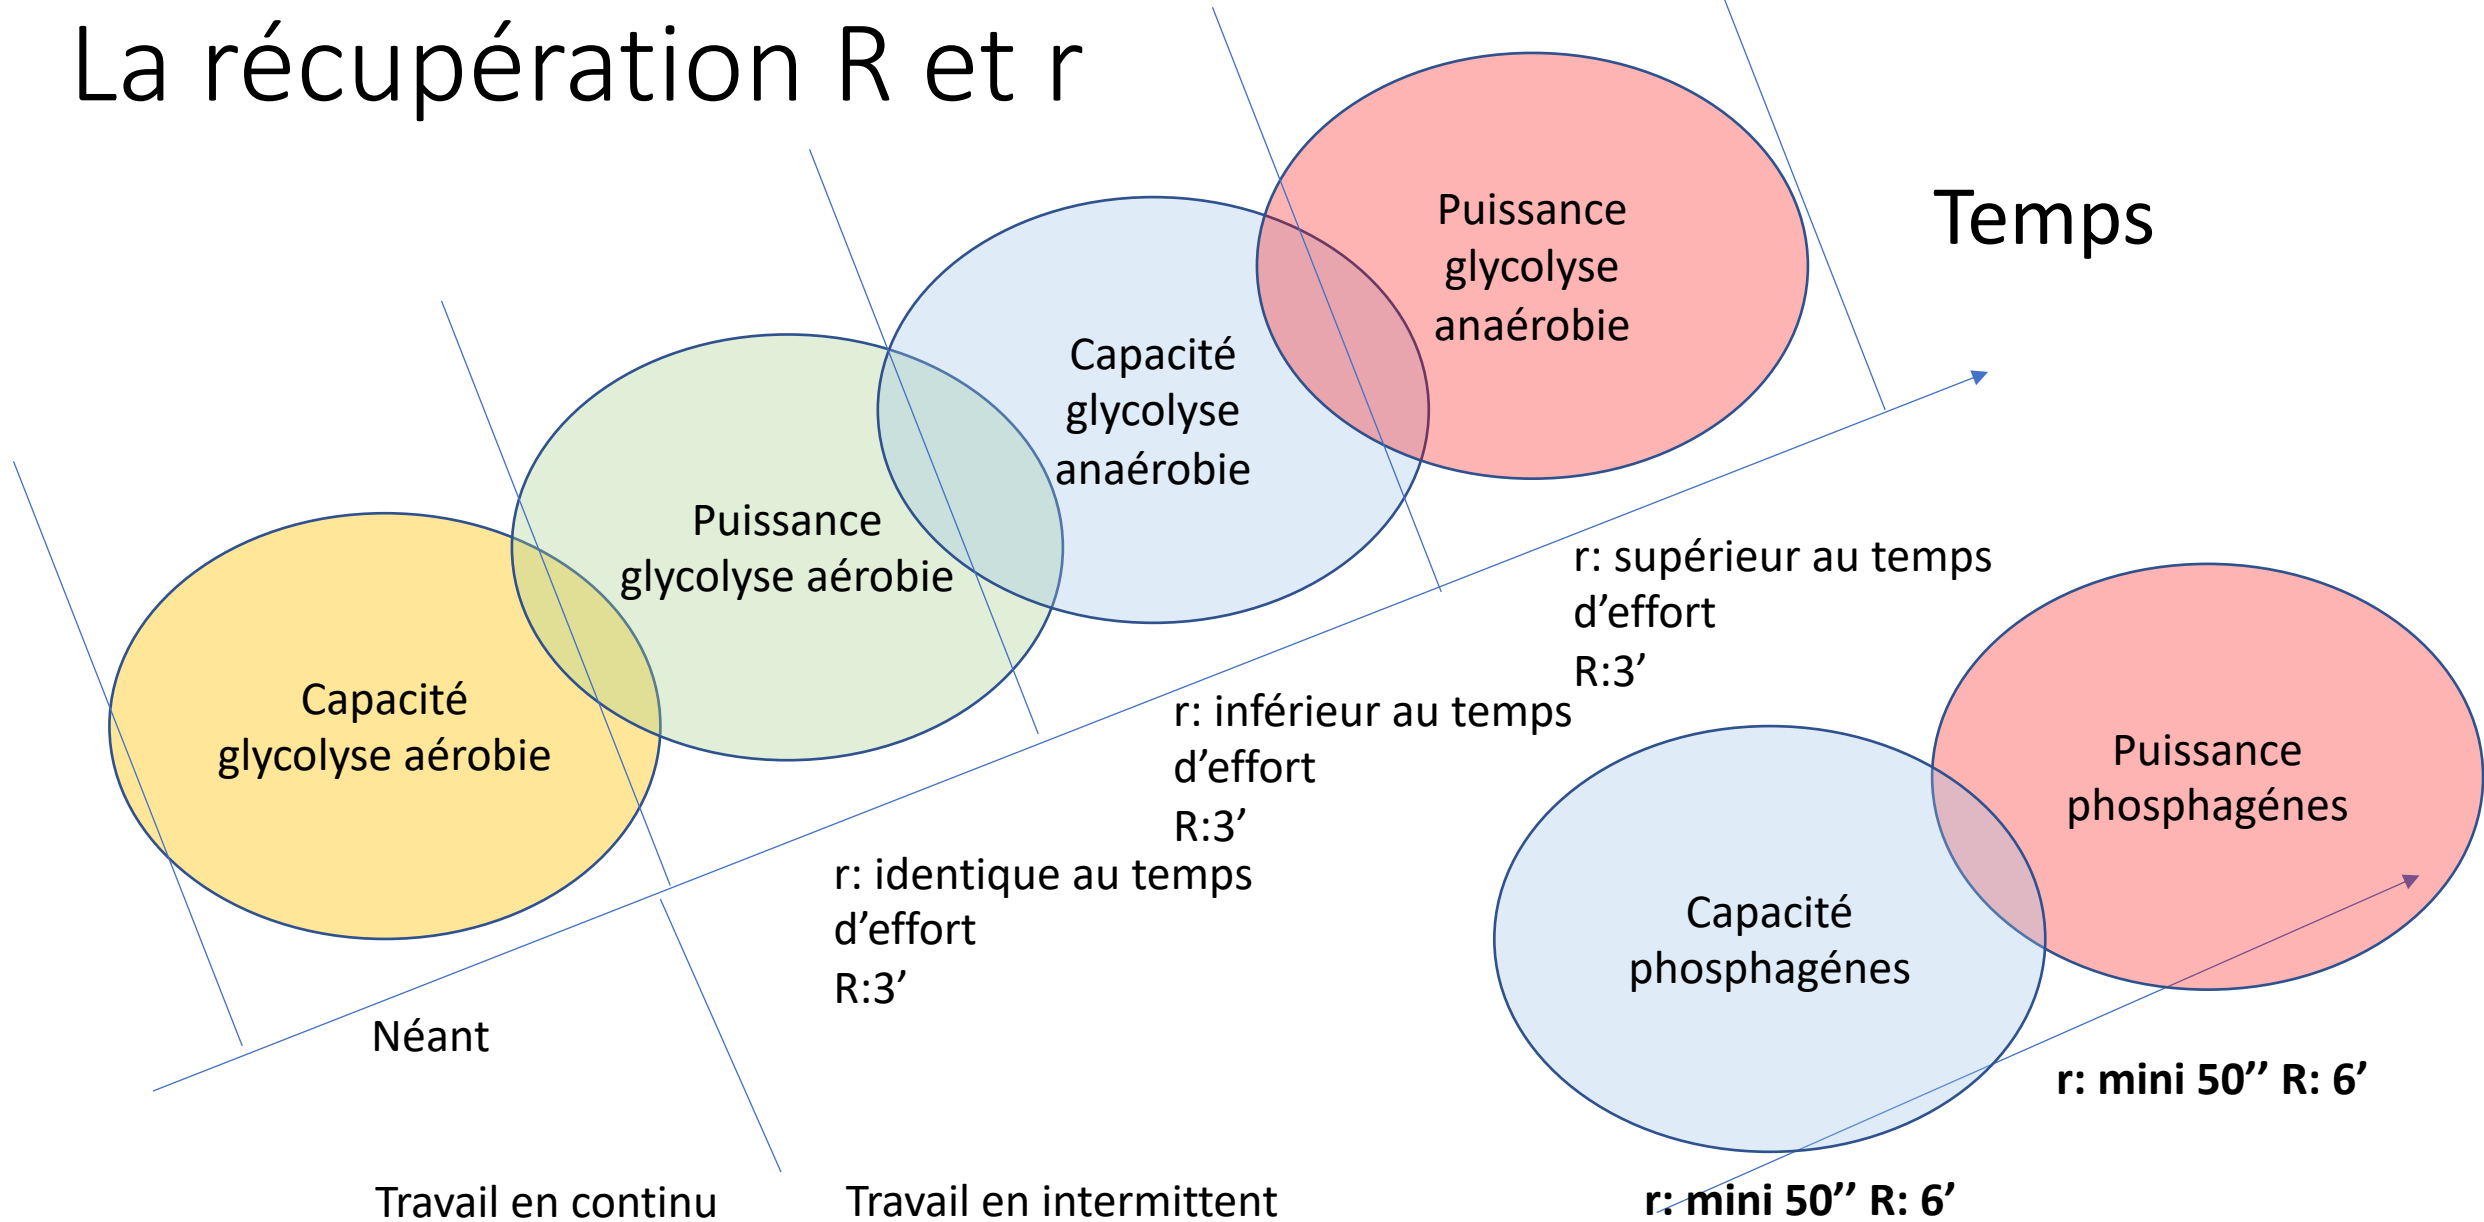 La récupération R et r
Temps
Puissance
glycolyse
anaérobie
Capacité
glycolyse
anaérobie
Puissance
glycolyse aérobie
Capacité
glycolyse aérobie
r: supérieur au temps
d’effort
R:3’
r: inférieur au temps
d’effort
R:3’
r: identique au temps
d’effort
R:3’
Néant
Puissance
phosphagénes
Capacité
phosphagénes
r: mini 50’’ R: 6’
r: mini 50’’ R: 6’
Travail en continu
Travail en intermittent